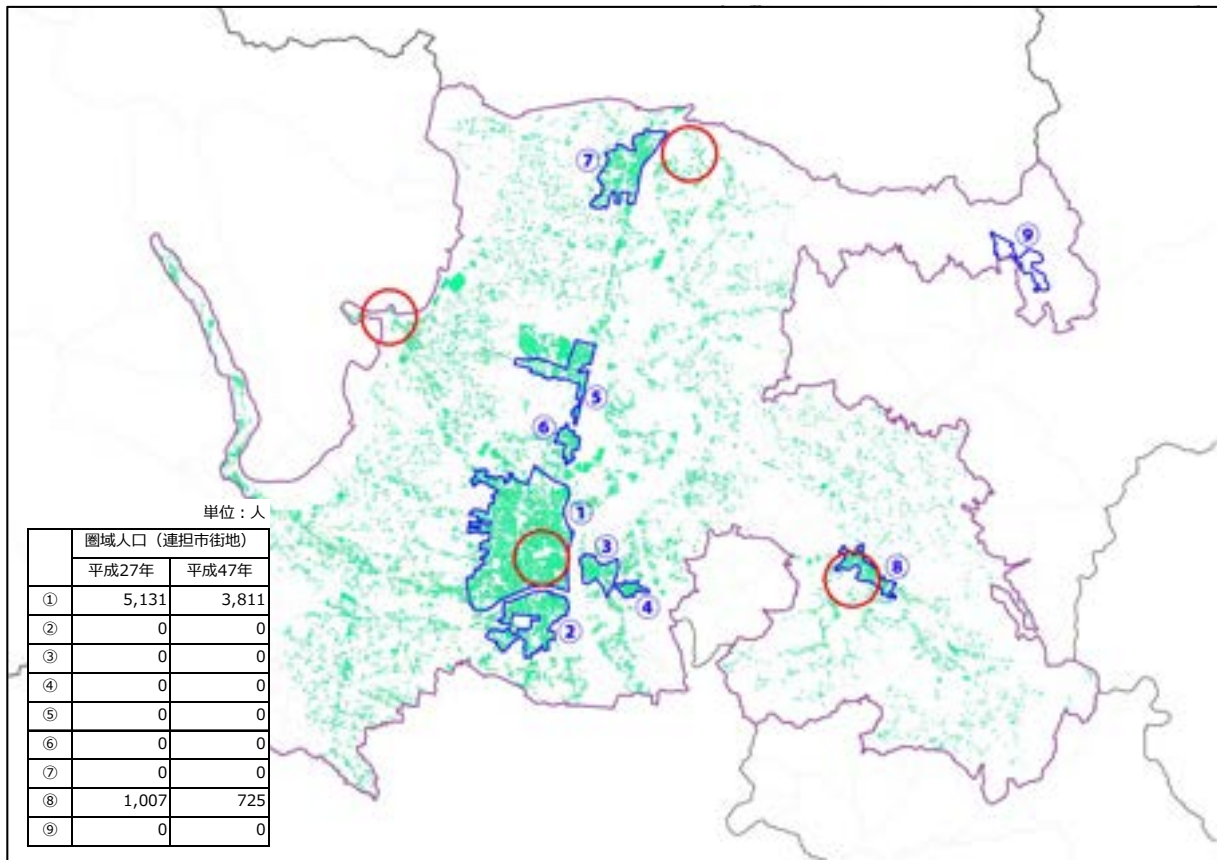 ⑦
⑨
⑤
⑥
①
③
⑧
④
②
単位：人
圏域人口（連担市街地）
平成27年 平成47年
① 5,131 3,811
② 0 0
③ 0 0
④ 0 0
⑤ 0 0
⑥ 0 0
⑦ 0 0
⑧ 1,007 725
⑨ 0 0